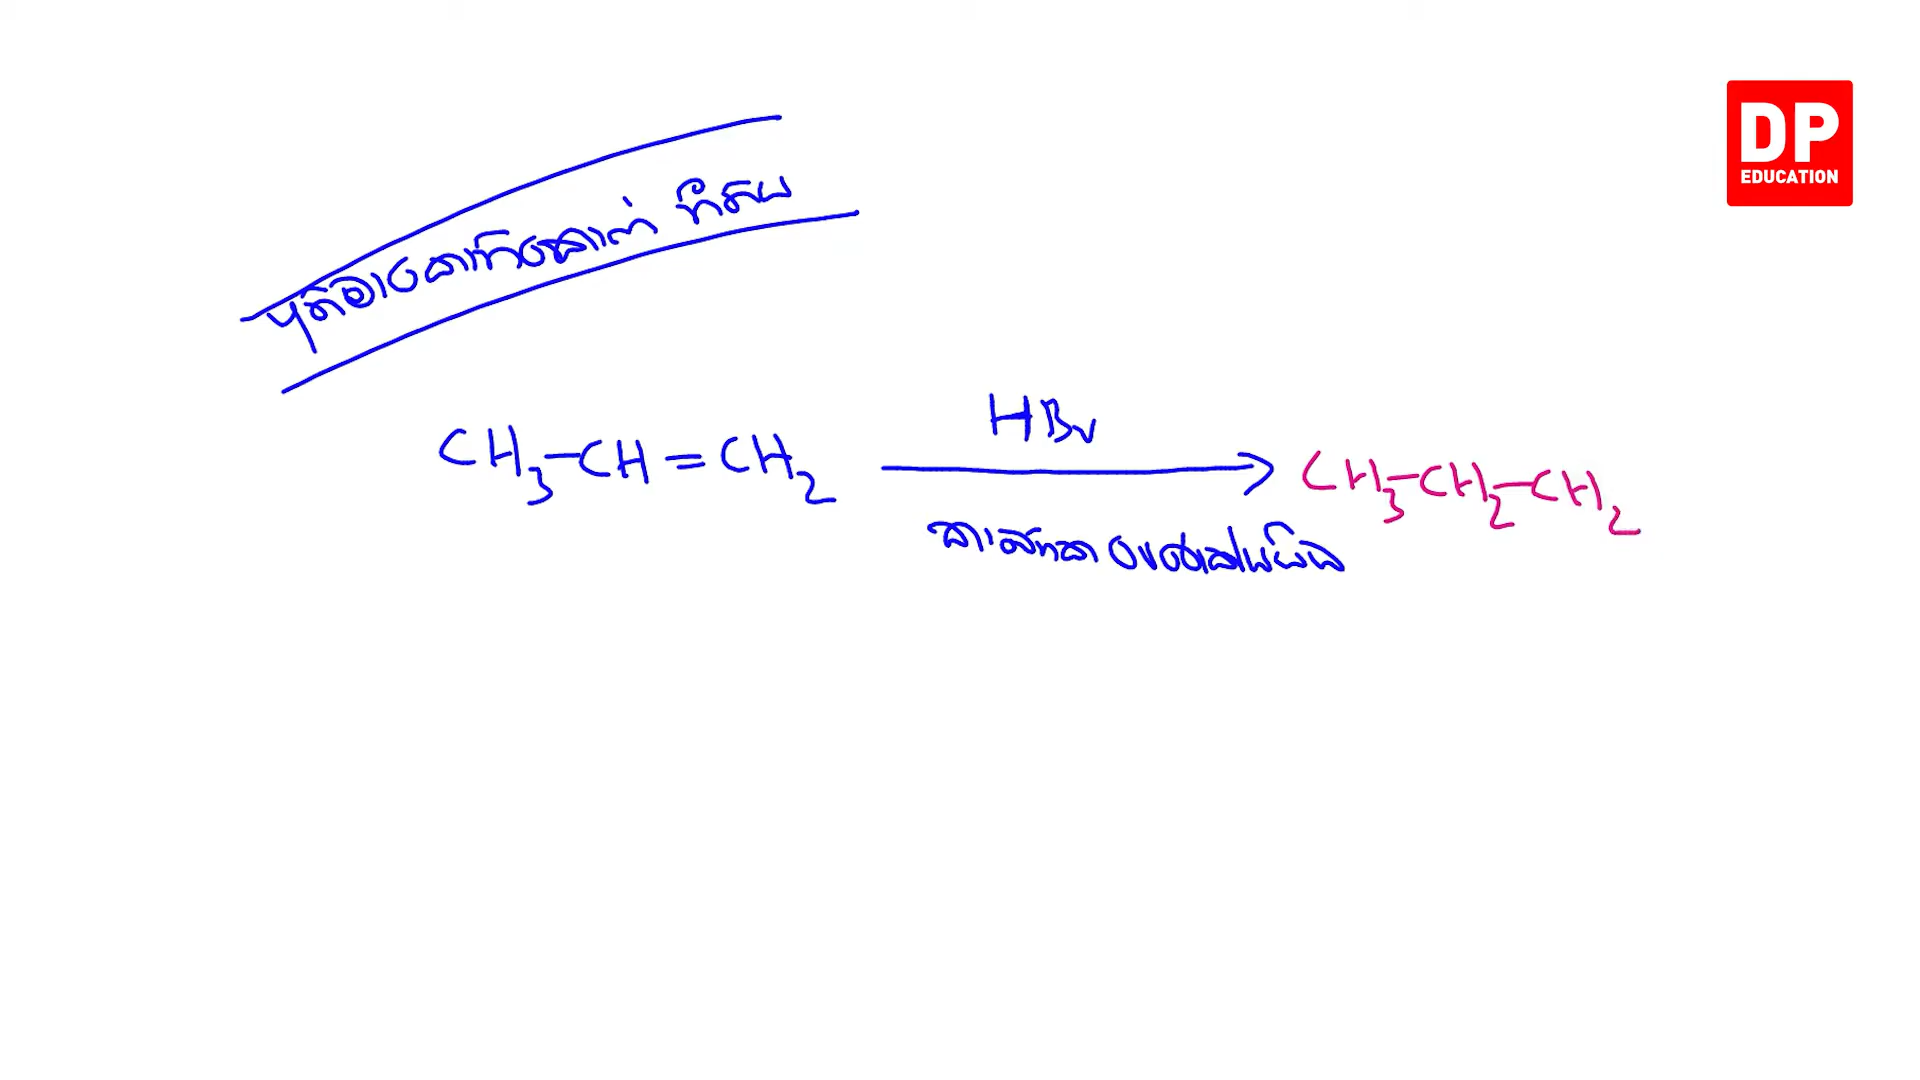 ප්‍රතිමාකොනිකොෆ් නීතිය
CH₃-CH=CH₂
HBr
කාබනික පෙරොක්සයිඩ
CH₃-CH₂-CH₂
DP
EDUCATION